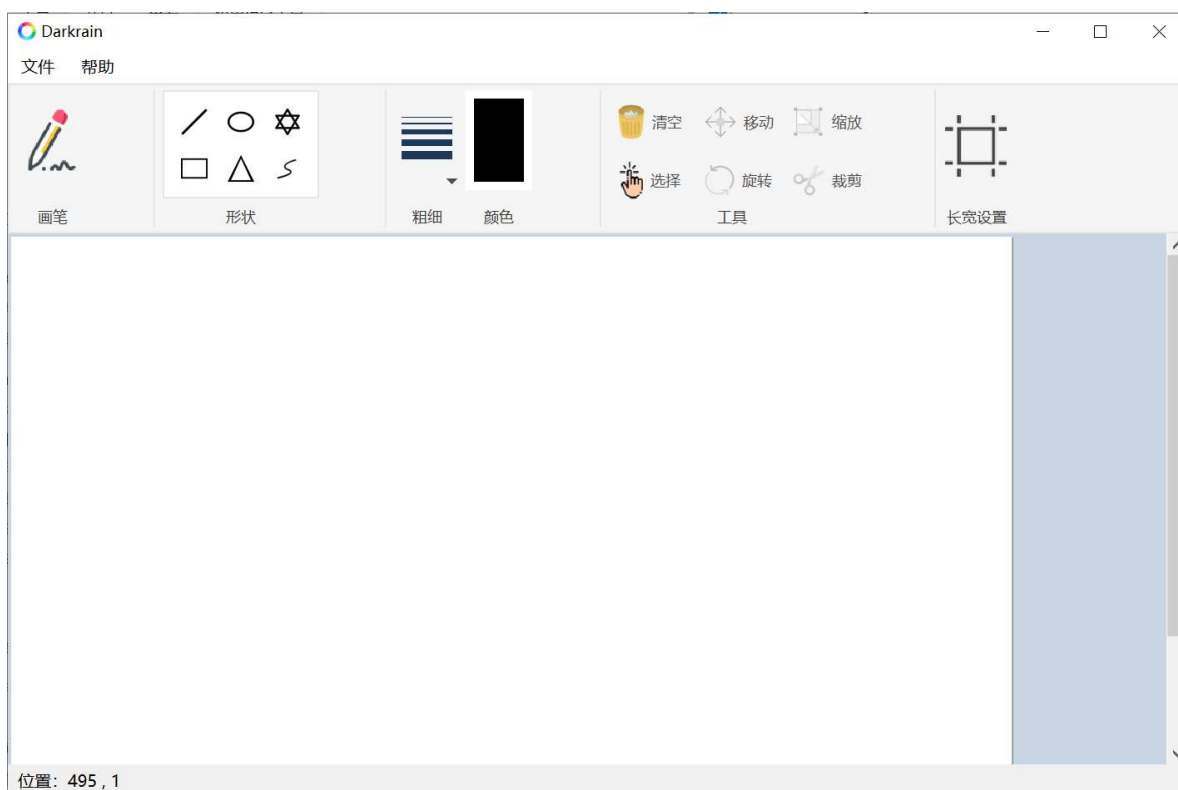 Darkrain
文件 帮助
清空 移动 缩放
选择 旋转 裁剪
画笔 形状 粗细 颜色 工具 长宽设置
位置: 495 , 1